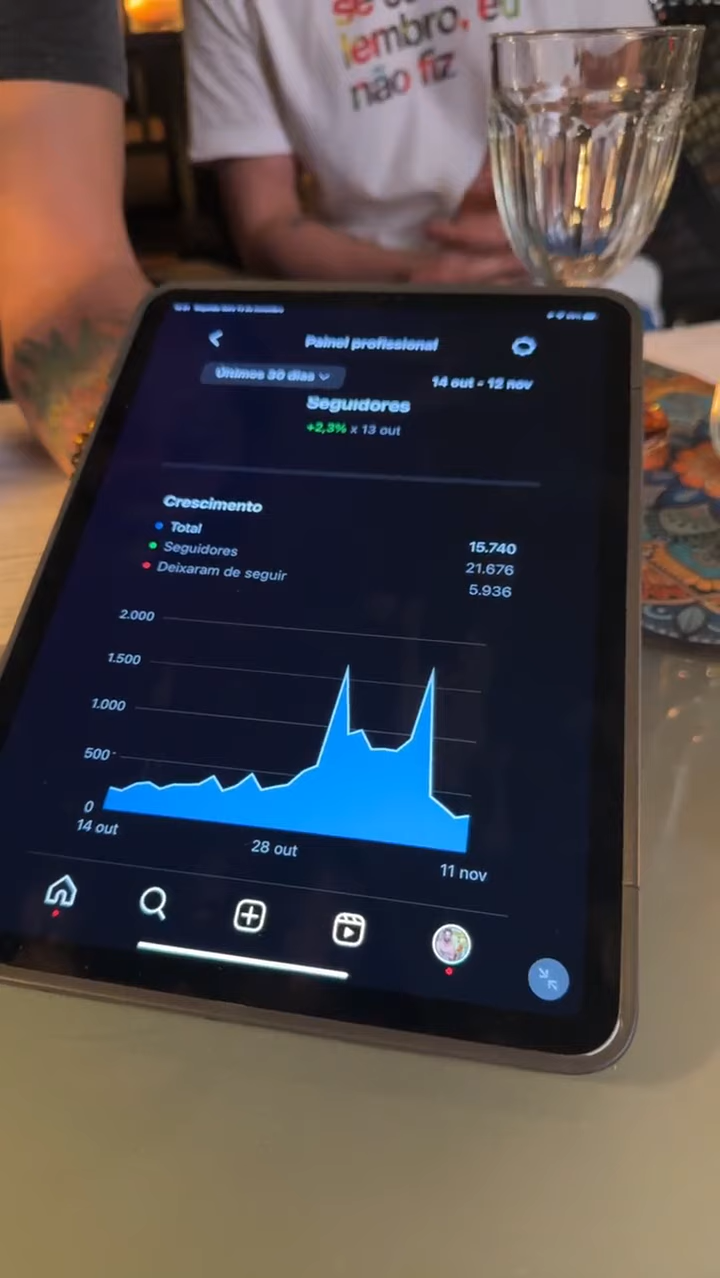 lembro, eu
não fiz
Painel profissional
Últimos 30 dias
14 out - 12 nov
Seguidores
+2,3% x 13 out
Crescimento
Total
15.740
Seguidores
21.676
Deixaram de seguir
5.936
2.000
1.500
1.000
500
0
14 out
28 out
11 nov